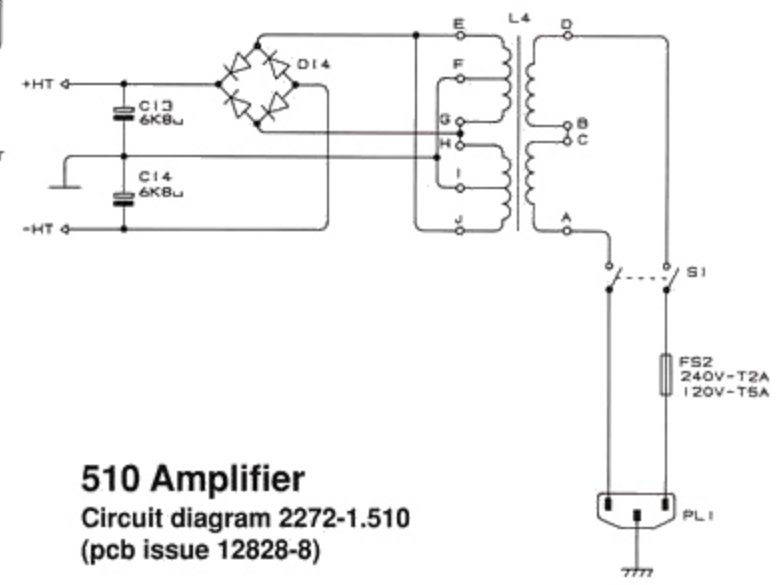 L4
E
D
F
D14
+HT
C13
6K8u
G
B
C
H
T
C14
6K8u
I
J
A
-HT
S1
FS2
240V-T2A
120V-T5A
510 Amplifier
Circuit diagram 2272-1.510
(pcb issue 12828-8)
PL1